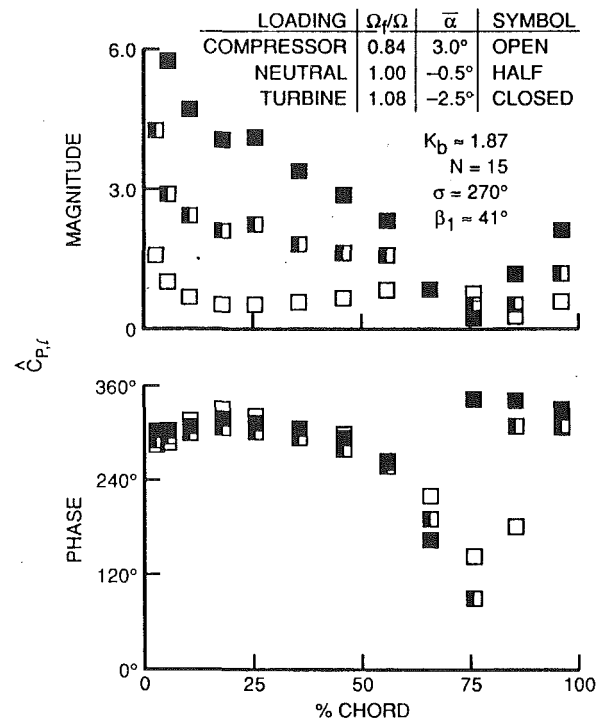 LOADING Ωf/Ω ᾱ SYMBOL
COMPRESSOR 0.84 3.0° OPEN
NEUTRAL 1.00 −0.5° HALF
TURBINE 1.08 −2.5° CLOSED
K_b ≈ 1.87
N = 15
σ ≈ 270°
β₁ ≈ 41°
6.0
3.0
0
MAGNITUDE
Ĉ_P,ℓ
360°
240°
120°
0°
PHASE
0 25 50 75 100
% CHORD